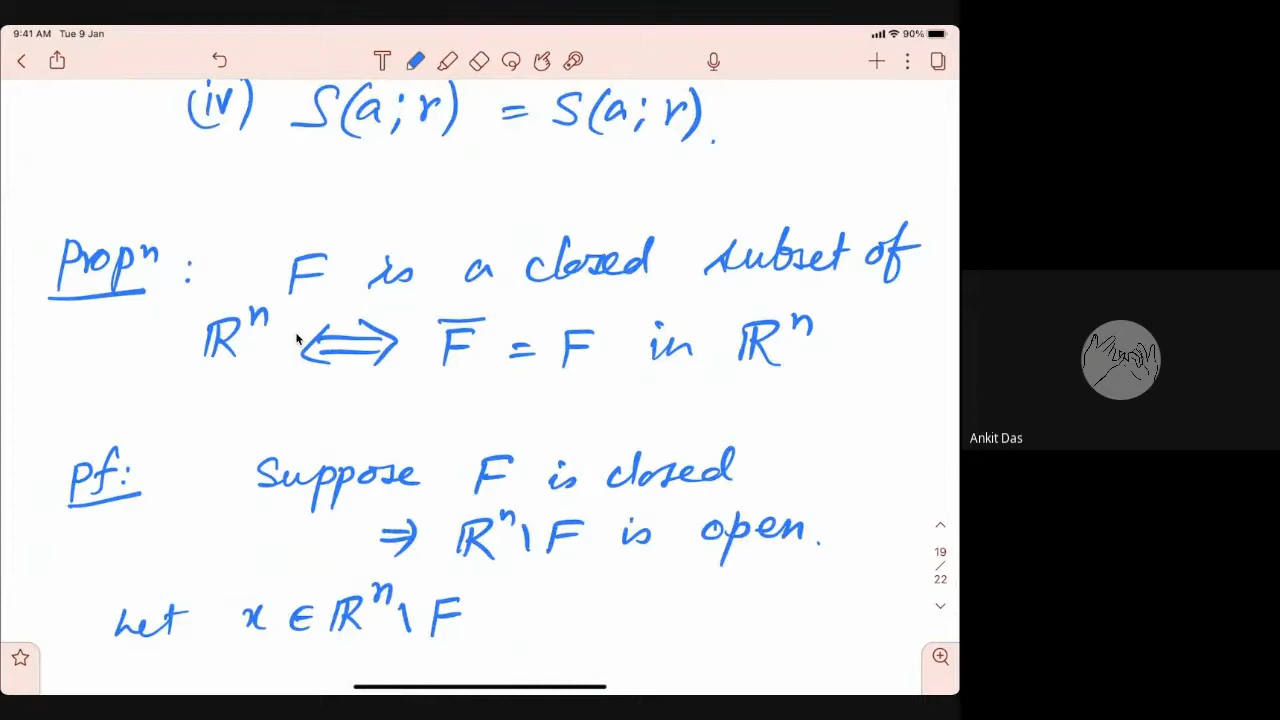 9:41 AM Tue 9 Jan
90%
(iv) S(a; r) = S(a; r).
Propⁿ : F is a closed subset of
ℝⁿ ⟺ F̅ = F in ℝⁿ
Pf: Suppose F is closed
⇒ ℝⁿ \ F is open.
Let x ∈ ℝⁿ \ F
19
/
22
Ankit Das